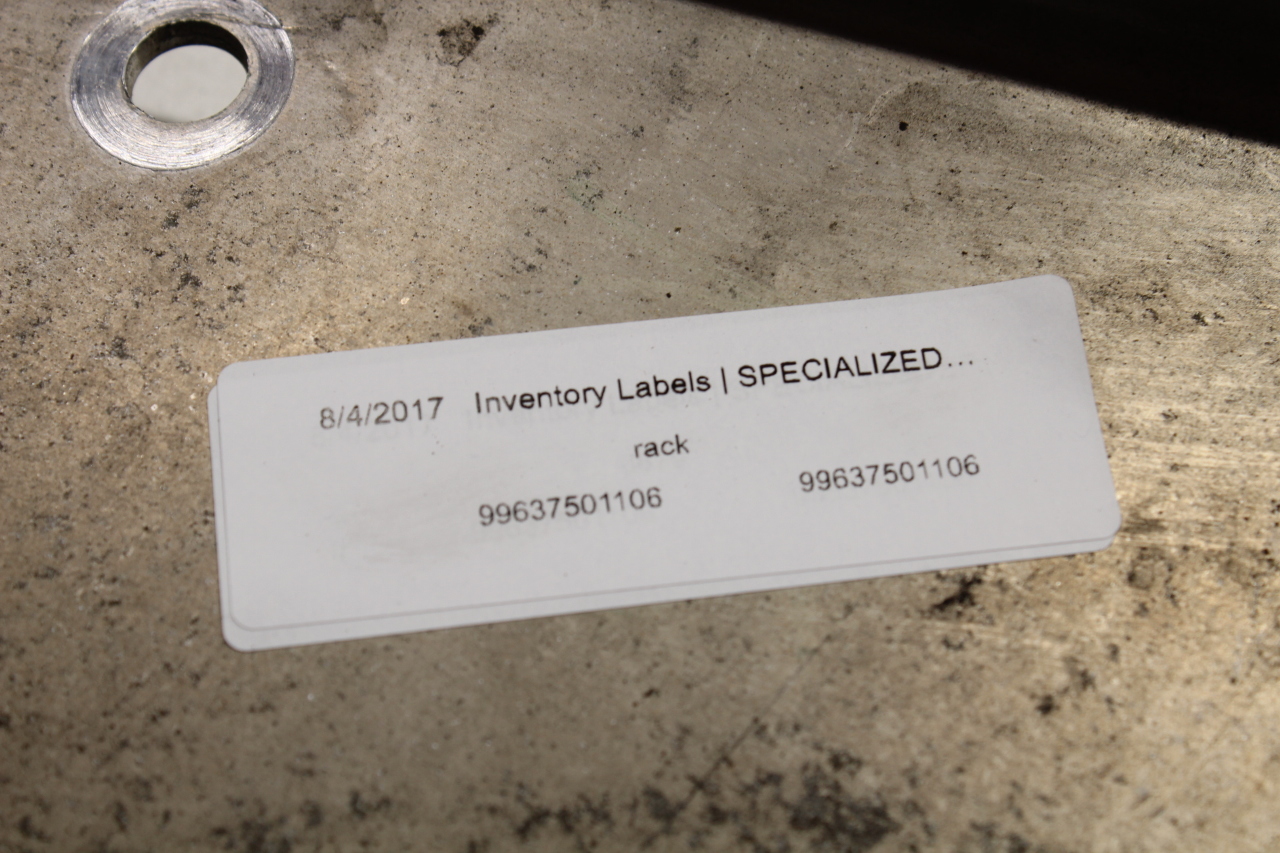 8/4/2017 Inventory Labels | SPECIALIZED...
rack
99637501106 99637501106